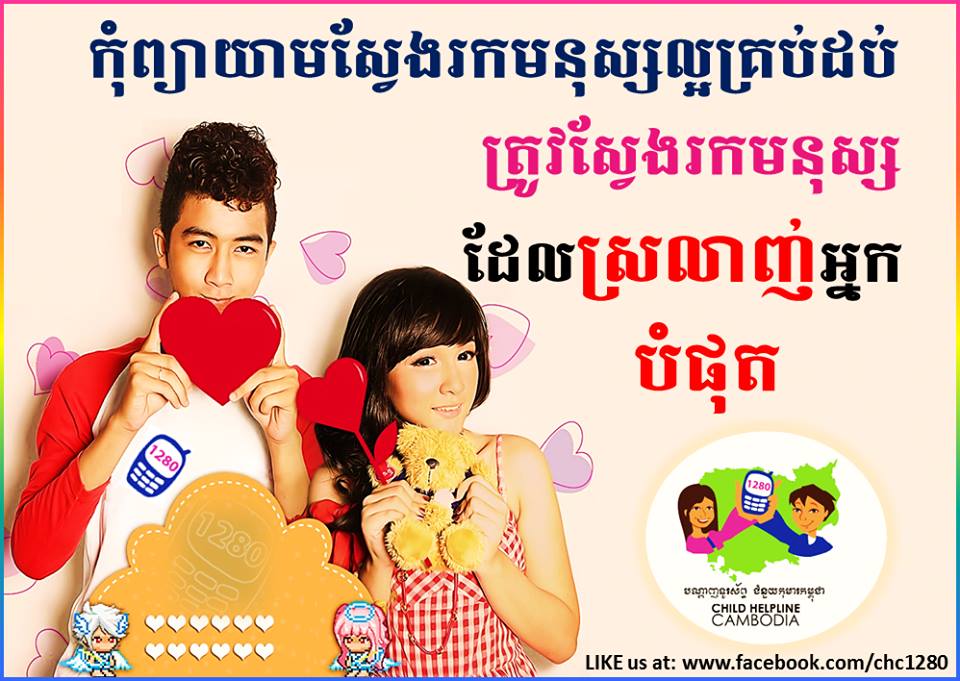 កុំព្យាយាមស្វែងរកមនុស្សល្អគ្រប់ដប់
ត្រូវស្វែងរកមនុស្ស
ដែលស្រលាញ់អ្នក
បំផុត
1280
1280
1280
បណ្តាញទូរស័ព្ទ ជំនួយកុមារកម្ពុជា
CHILD HELPLINE
CAMBODIA
LIKE us at: www.facebook.com/chc1280